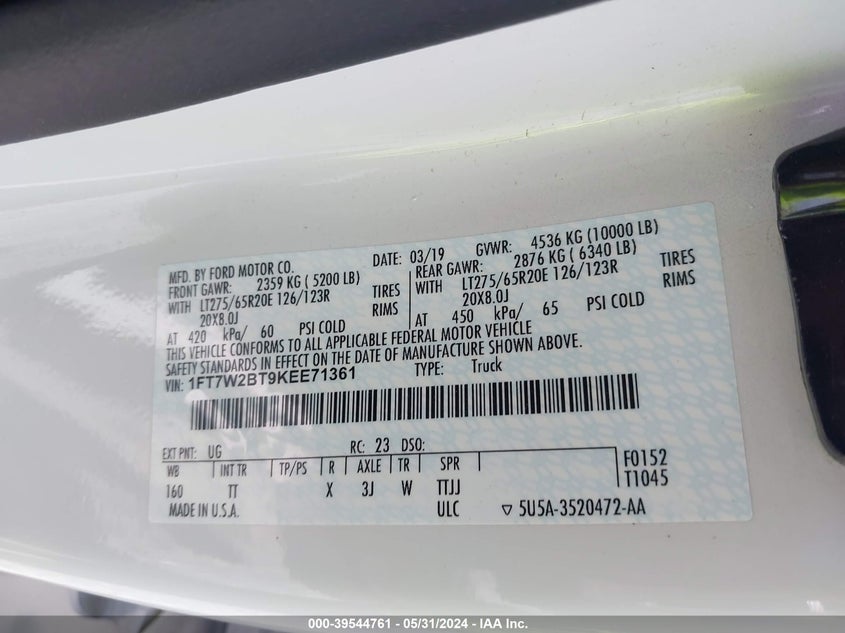 MFD. BY FORD MOTOR CO. DATE: 03/19 GVWR: 4536 KG (10000 LB)
FRONT GAWR: 2359 KG ( 5200 LB) REAR GAWR: 2876 KG ( 6340 LB)
WITH LT275/65R20E 126/123R TIRES WITH LT275/65R20E 126/123R TIRES
20X8.0J RIMS 20X8.0J RIMS
AT 420 kPa/ 60 PSI COLD AT 450 kPa/ 65 PSI COLD
THIS VEHICLE CONFORMS TO ALL APPLICABLE FEDERAL MOTOR VEHICLE
SAFETY STANDARDS IN EFFECT ON THE DATE OF MANUFACTURE SHOWN ABOVE.
VIN: 1FT7W2BT9KEE71361 TYPE: Truck
EXT PNT: UG RC: 23 DSO:
WB INT TR TP/PS R AXLE TR SPR F0152
160 TT X 3J W TTJJ T1045
MADE IN U.S.A. ULC ▽ 5U5A-3520472-AA
000-39544761 - 05/31/2024 - IAA Inc.